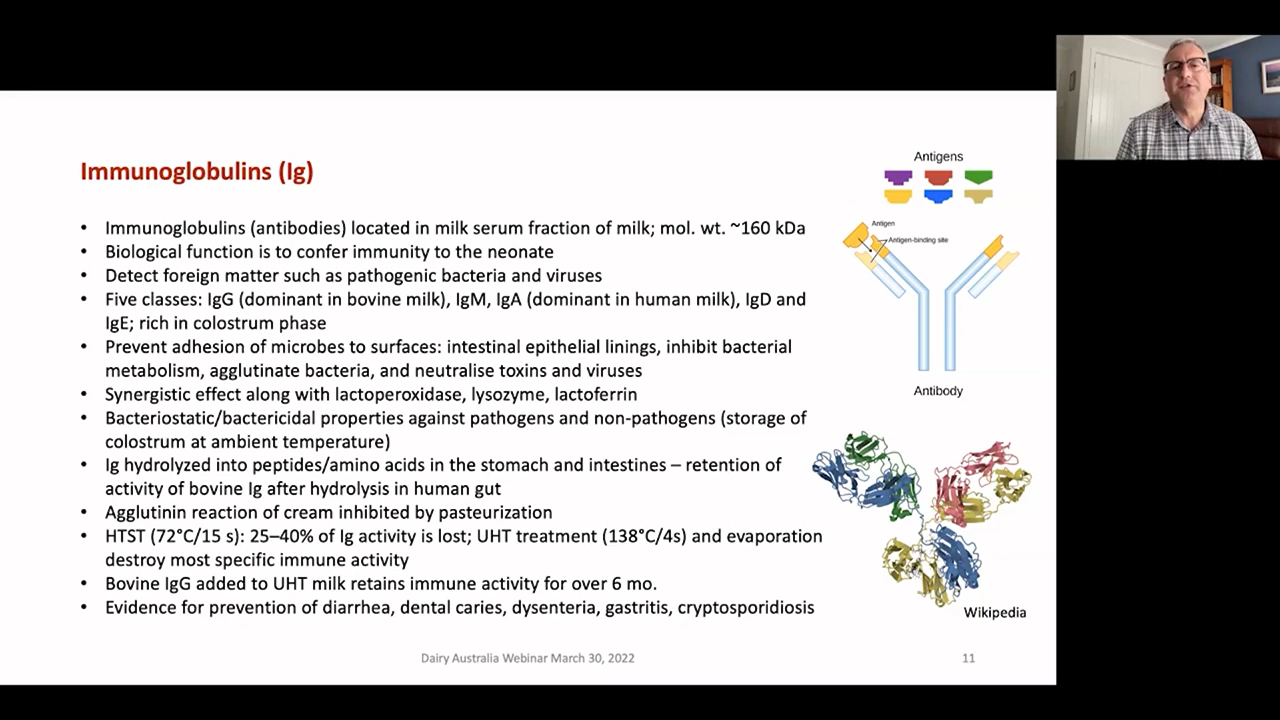 Immunoglobulins (Ig)
• Immunoglobulins (antibodies) located in milk serum fraction of milk; mol. wt. ~160 kDa
• Biological function is to confer immunity to the neonate
• Detect foreign matter such as pathogenic bacteria and viruses
• Five classes: IgG (dominant in bovine milk), IgM, IgA (dominant in human milk), IgD and
IgE; rich in colostrum phase
• Prevent adhesion of microbes to surfaces: intestinal epithelial linings, inhibit bacterial
metabolism, agglutinate bacteria, and neutralise toxins and viruses
• Synergistic effect along with lactoperoxidase, lysozyme, lactoferrin
• Bacteriostatic/bactericidal properties against pathogens and non-pathogens (storage of
colostrum at ambient temperature)
• Ig hydrolyzed into peptides/amino acids in the stomach and intestines – retention of
activity of bovine Ig after hydrolysis in human gut
• Agglutinin reaction of cream inhibited by pasteurization
• HTST (72°C/15 s): 25–40% of Ig activity is lost; UHT treatment (138°C/4s) and evaporation
destroy most specific immune activity
• Bovine IgG added to UHT milk retains immune activity for over 6 mo.
• Evidence for prevention of diarrhea, dental caries, dysenteria, gastritis, cryptosporidiosis
Antigens
Antigen
Antigen-binding site
Antibody
Wikipedia
Dairy Australia Webinar March 30, 2022
11